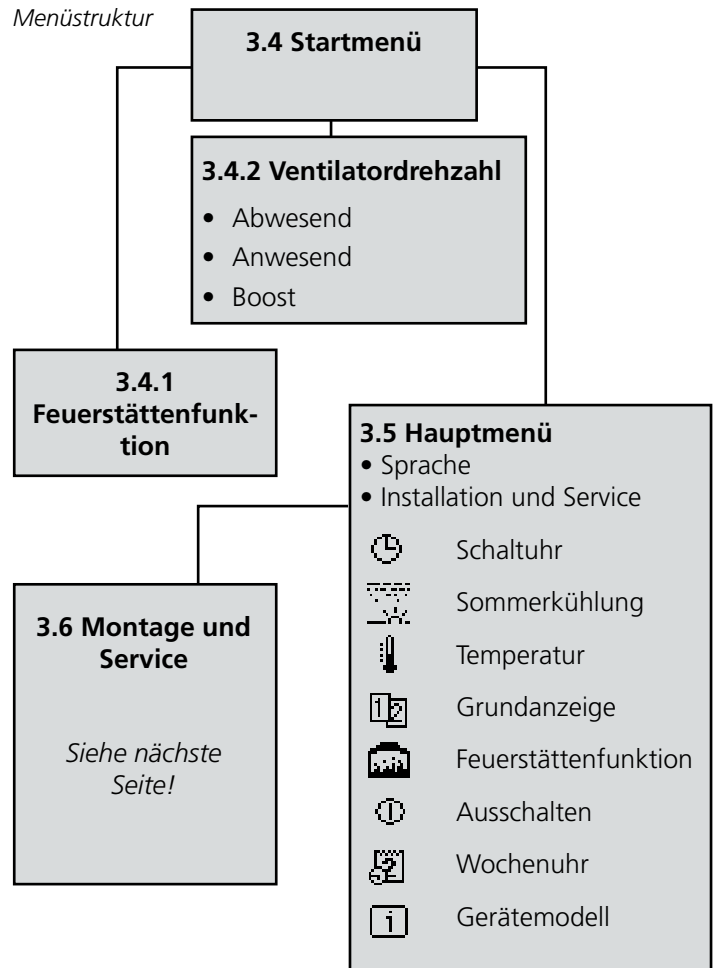 Menüstruktur
3.4 Startmenü
3.4.2 Ventilatordrehzahl
• Abwesend
• Anwesend
• Boost
3.4.1
Feuerstättenfunk-
tion
3.5 Hauptmenü
• Sprache
• Installation und Service
Schaltuhr
Sommerkühlung
Temperatur
12 Grundanzeige
Feuerstättenfunktion
Ausschalten
2 Wochenuhr
i Gerätemodell
3.6 Montage und
Service
Siehe nächste
Seite!